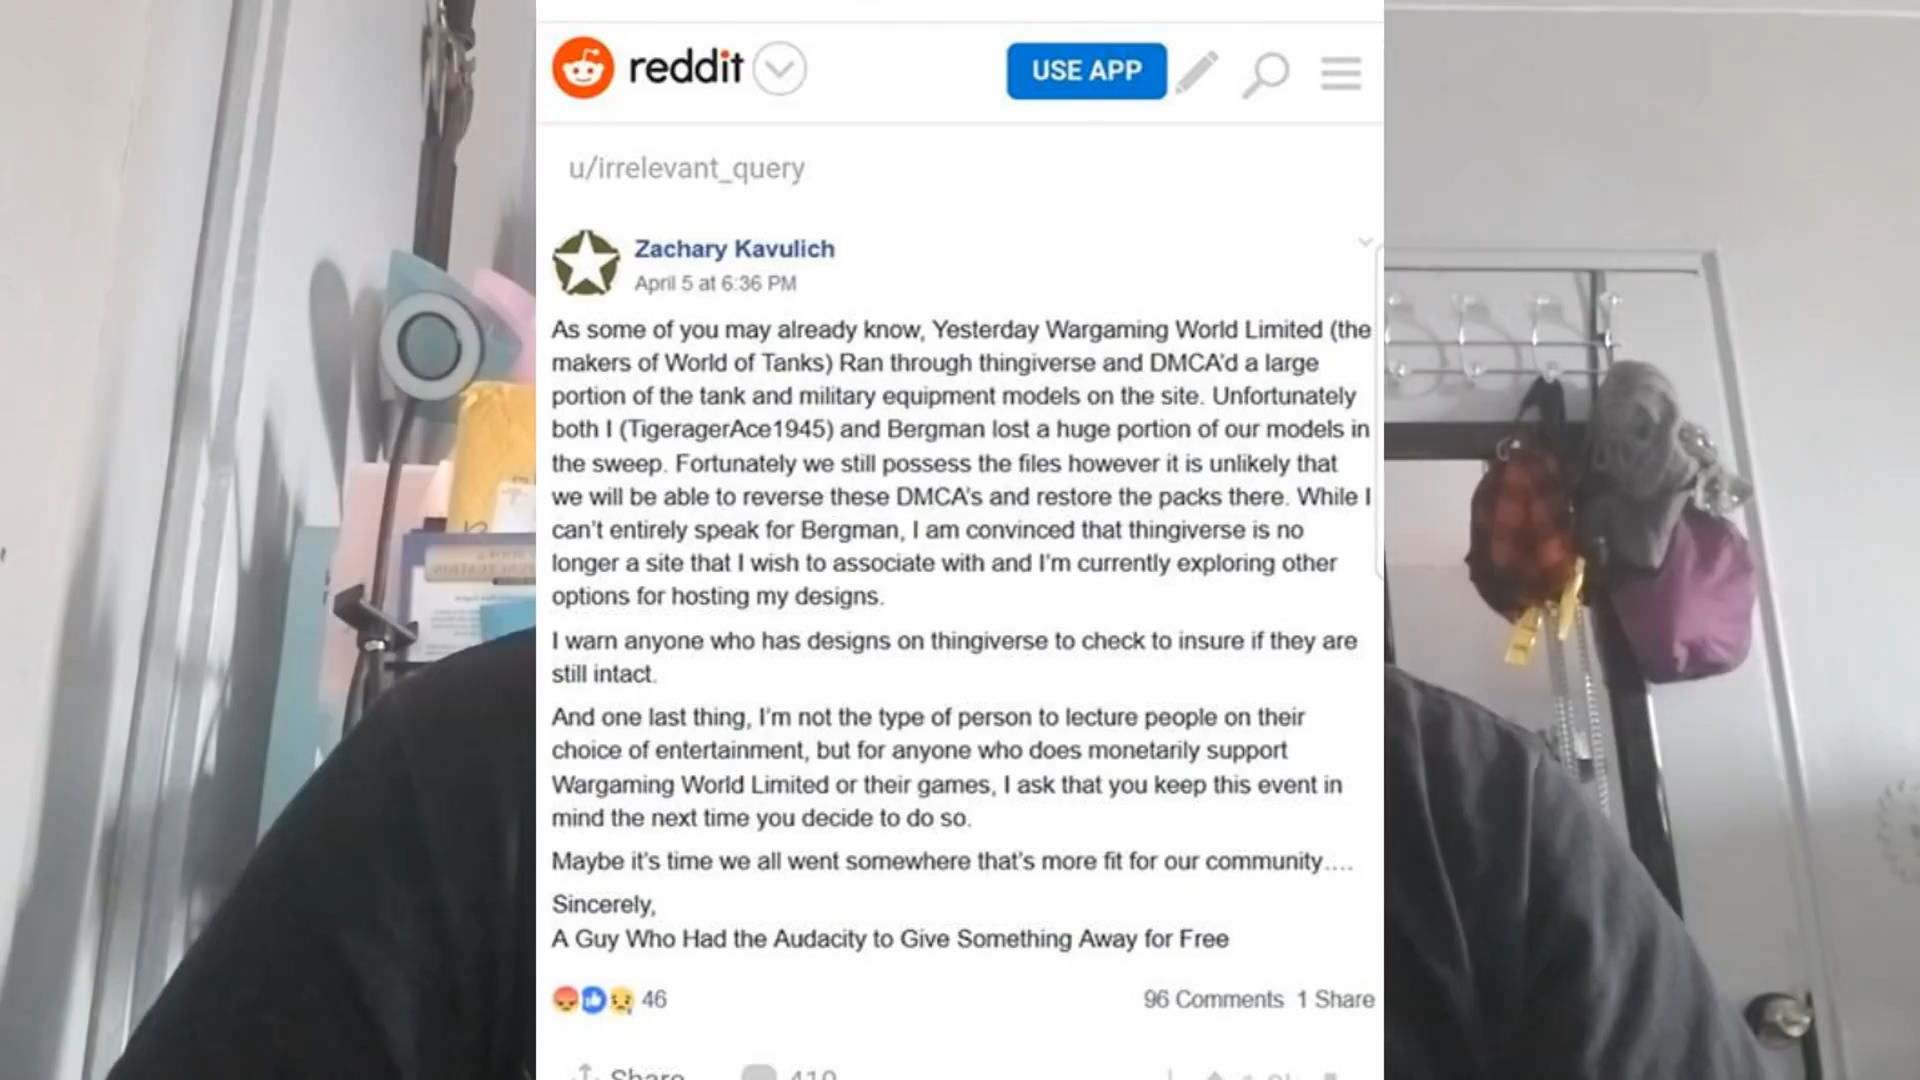 reddit
USE APP
u/irrelevant_query
Zachary Kavulich
April 5 at 6:36 PM
As some of you may already know, Yesterday Wargaming World Limited (the
makers of World of Tanks) Ran through thingiverse and DMCA'd a large
portion of the tank and military equipment models on the site. Unfortunately
both I (TigeragerAce1945) and Bergman lost a huge portion of our models in
the sweep. Fortunately we still possess the files however it is unlikely that
we will be able to reverse these DMCA's and restore the packs there. While I
can't entirely speak for Bergman, I am convinced that thingiverse is no
longer a site that I wish to associate with and I'm currently exploring other
options for hosting my designs.
I warn anyone who has designs on thingiverse to check to insure if they are
still intact.
And one last thing, I'm not the type of person to lecture people on their
choice of entertainment, but for anyone who does monetarily support
Wargaming World Limited or their games, I ask that you keep this event in
mind the next time you decide to do so.
Maybe it's time we all went somewhere that's more fit for our community....
Sincerely,
A Guy Who Had the Audacity to Give Something Away for Free
46
96 Comments 1 Share
Share